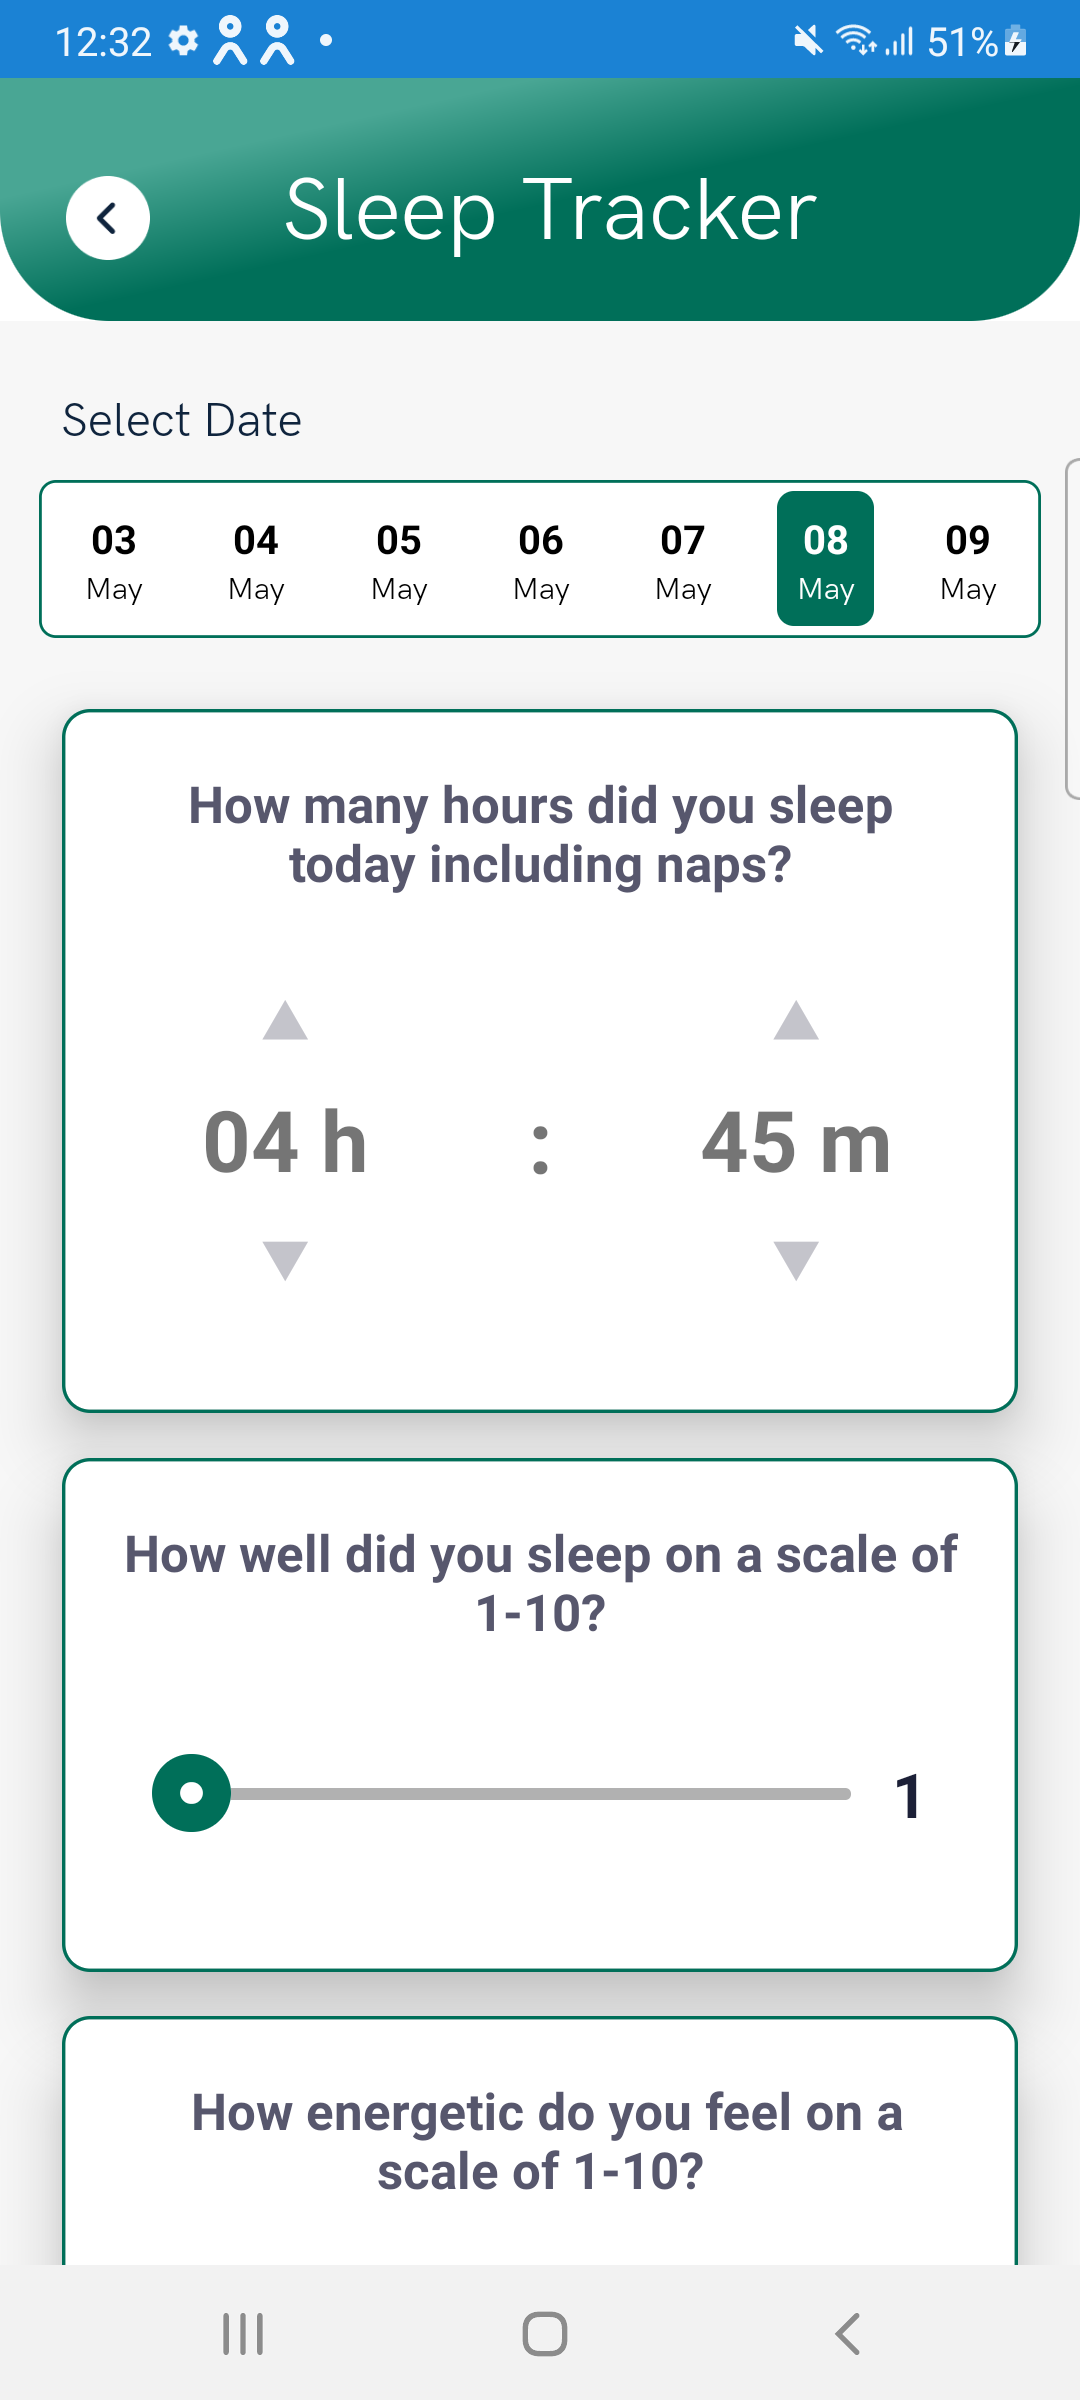 12:32 51%
Sleep Tracker
Select Date
03 04 05 06 07 08 09
May May May May May May May
How many hours did you sleep
today including naps?
04 h : 45 m
How well did you sleep on a scale of
1-10?
1
How energetic do you feel on a
scale of 1-10?